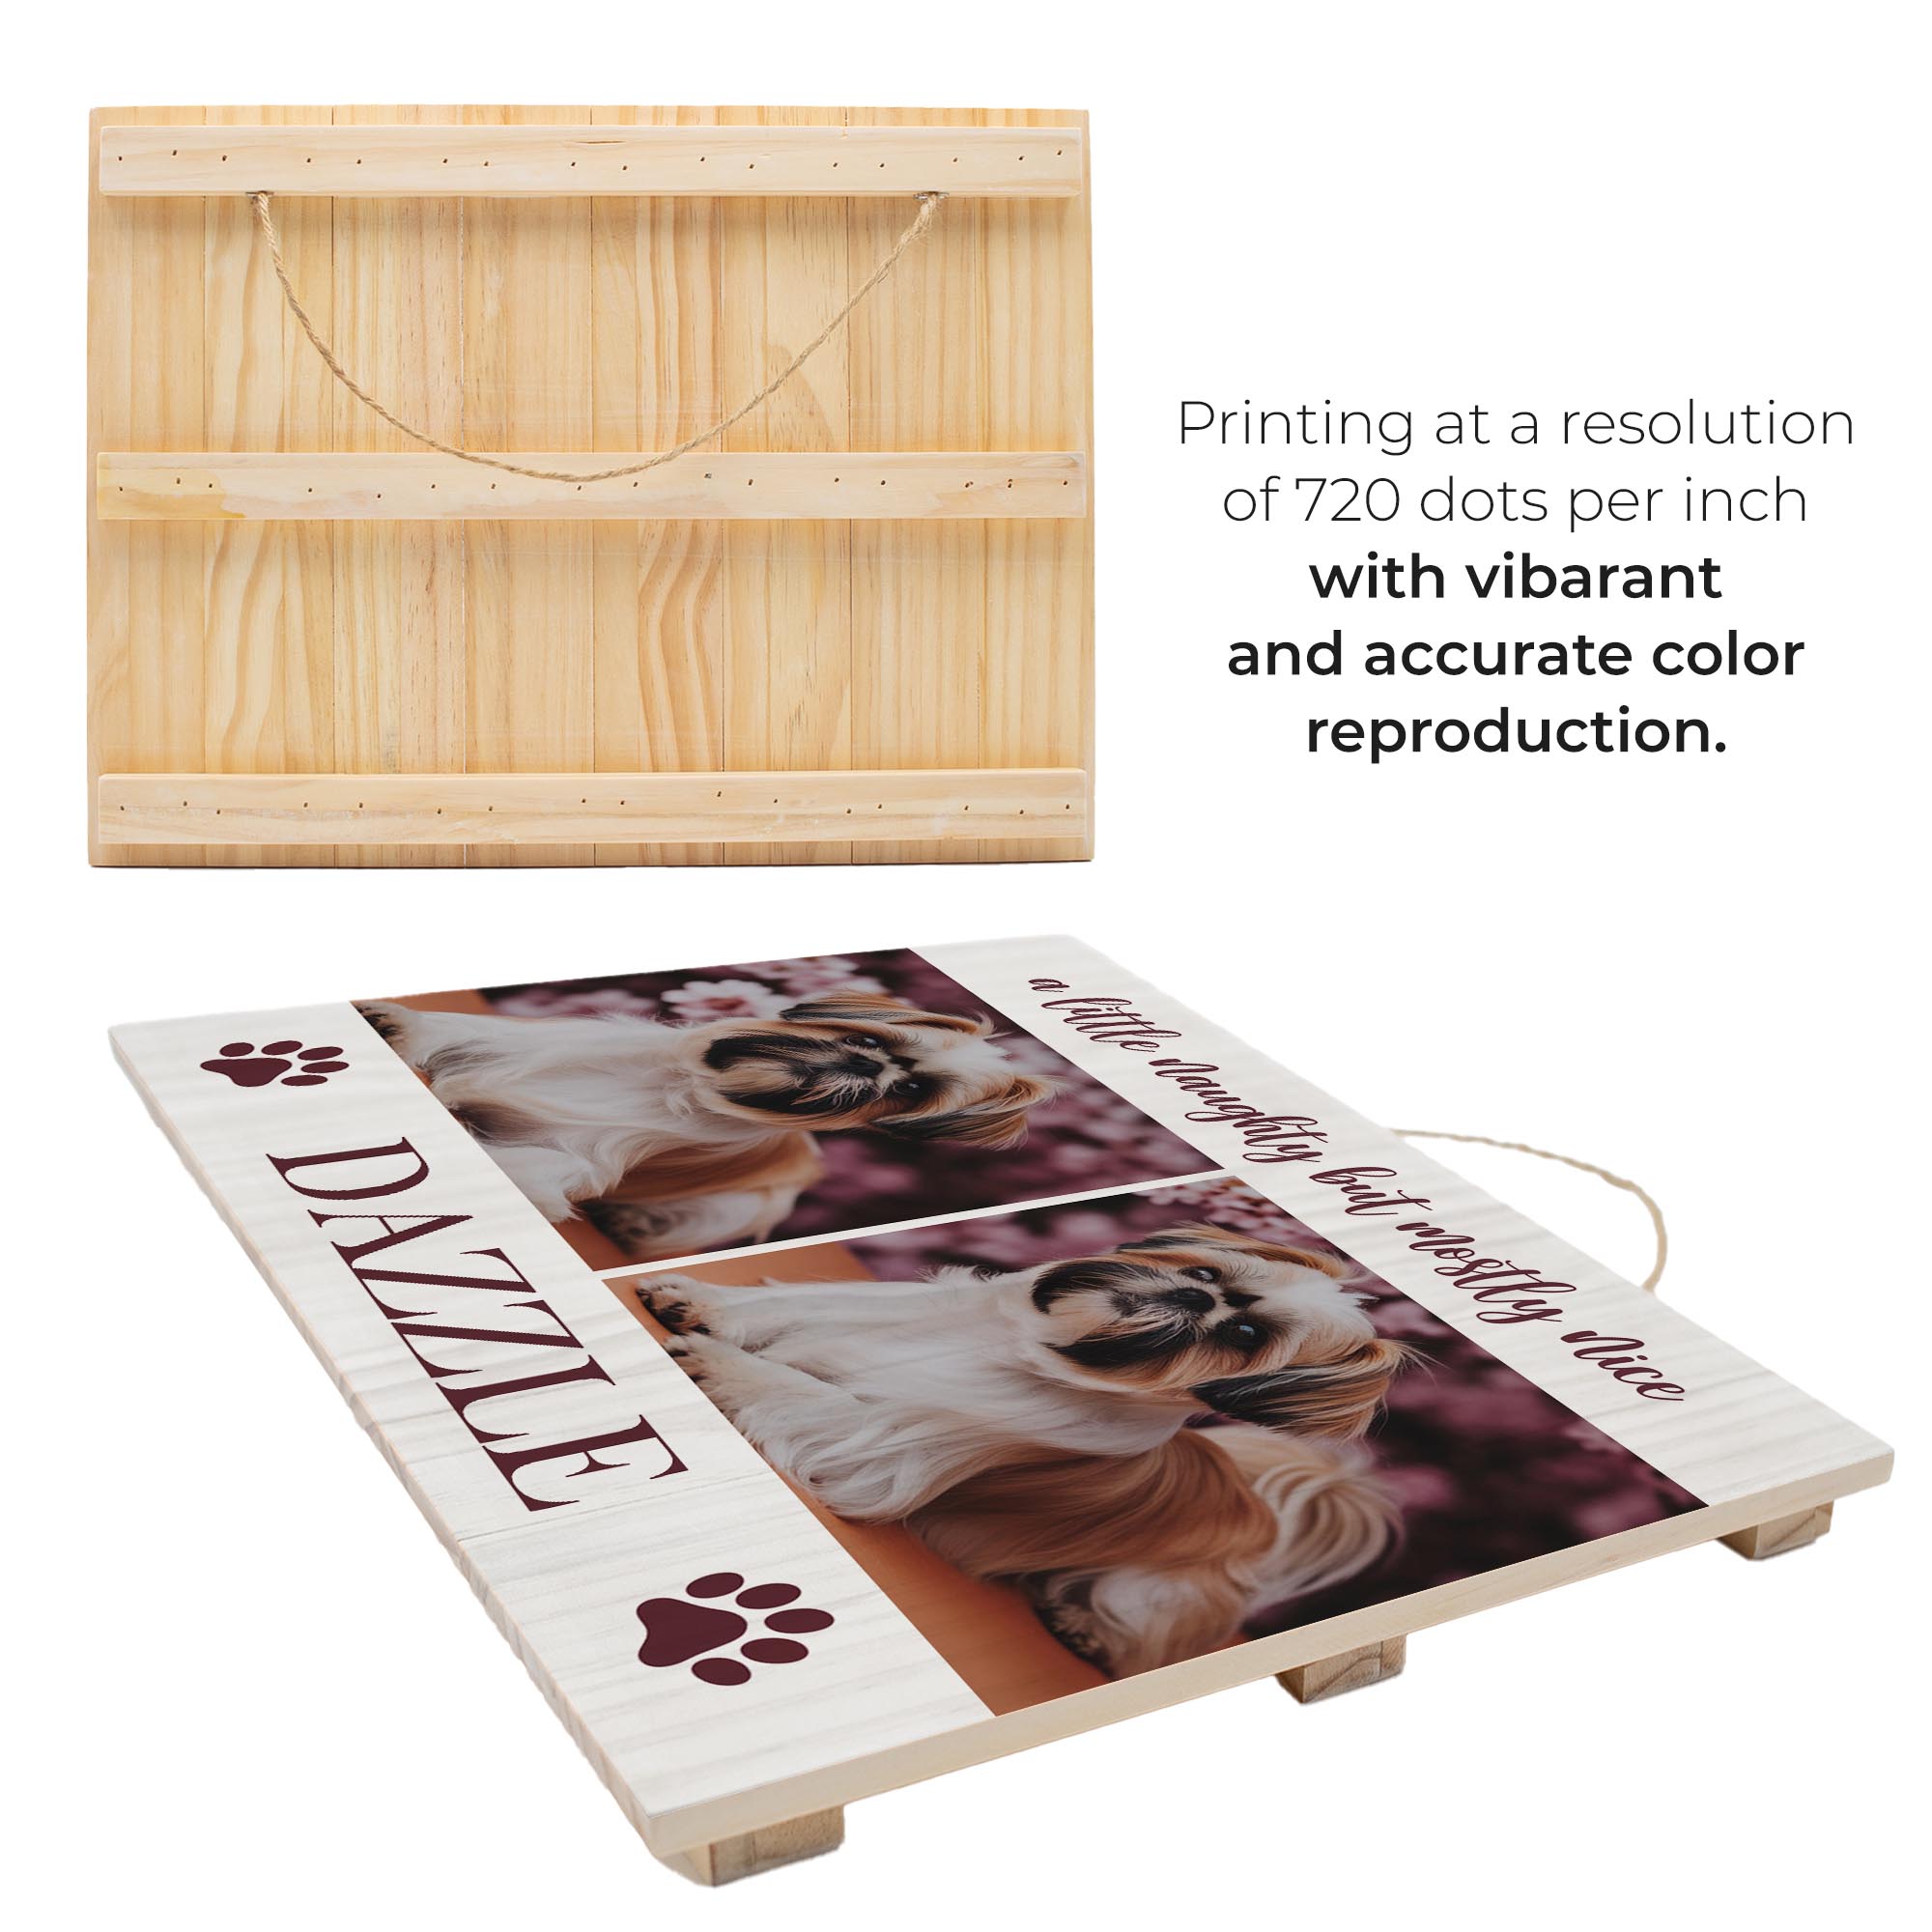 Printing at a resolution
of 720 dots per inch
with vibarant
and accurate color
reproduction.
a little naughty but mostly nice
DAZZLE